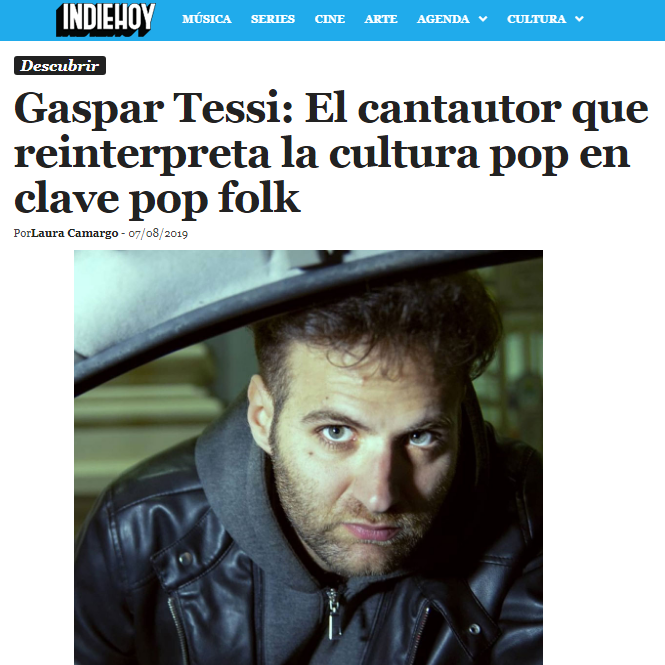 INDIEHOY
MÚSICA SERIES CINE ARTE AGENDA CULTURA
Descubrir
Gaspar Tessi: El cantautor que
reinterpreta la cultura pop en
clave pop folk
PorLaura Camargo - 07/08/2019